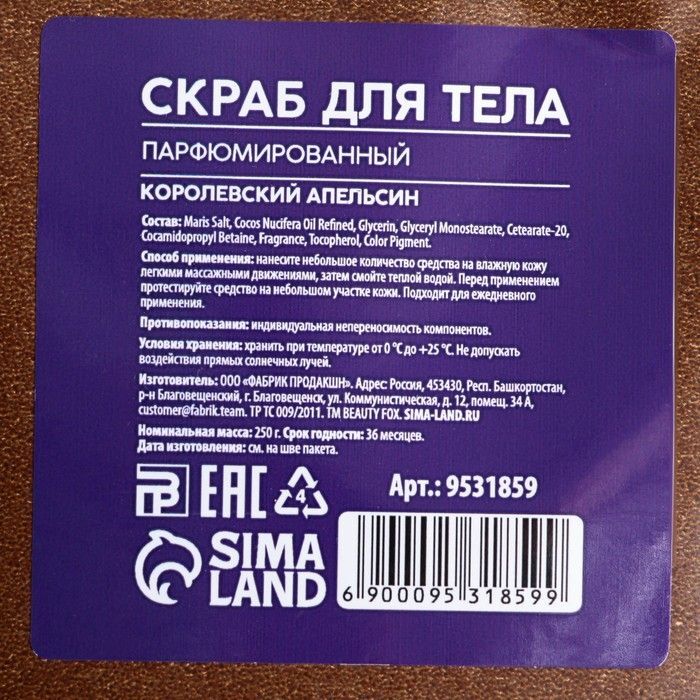 СКРАБ ДЛЯ ТЕЛА
ПАРФЮМИРОВАННЫЙ
КОРОЛЕВСКИЙ АПЕЛЬСИН
Состав: Maris Salt, Cocos Nucifera Oil Refined, Glycerin, Glyceryl Monostearate, Cetearate-20,
Cocamidopropyl Betaine, Fragrance, Tocopherol, Color Pigment.
Способ применения: нанесите небольшое количество средства на влажную кожу
легкими массажными движениями, затем смойте теплой водой. Перед применением
протестируйте средство на небольшом участке кожи. Подходит для ежедневного
применения.
Противопоказания: индивидуальная непереносимость компонентов.
Условия хранения: хранить при температуре от 0 °C до +25 °C. Не допускать
воздействия прямых солнечных лучей.
Изготовитель: ООО «ФАБРИК ПРОДАКШН». Адрес: Россия, 453430, Респ. Башкортостан,
р-н Благовещенский, г. Благовещенск, ул. Коммунистическая, д. 12, помещ. 34 А,
customer@fabrik.team. ТР ТС 009/2011. TM BEAUTY FOX. SIMA-LAND.RU
Номинальная масса: 250 г. Срок годности: 36 месяцев.
Дата изготовления: см. на шве пакета.
EAC 4
Арт.: 9531859
SIMA
LAND
6 900095 318599